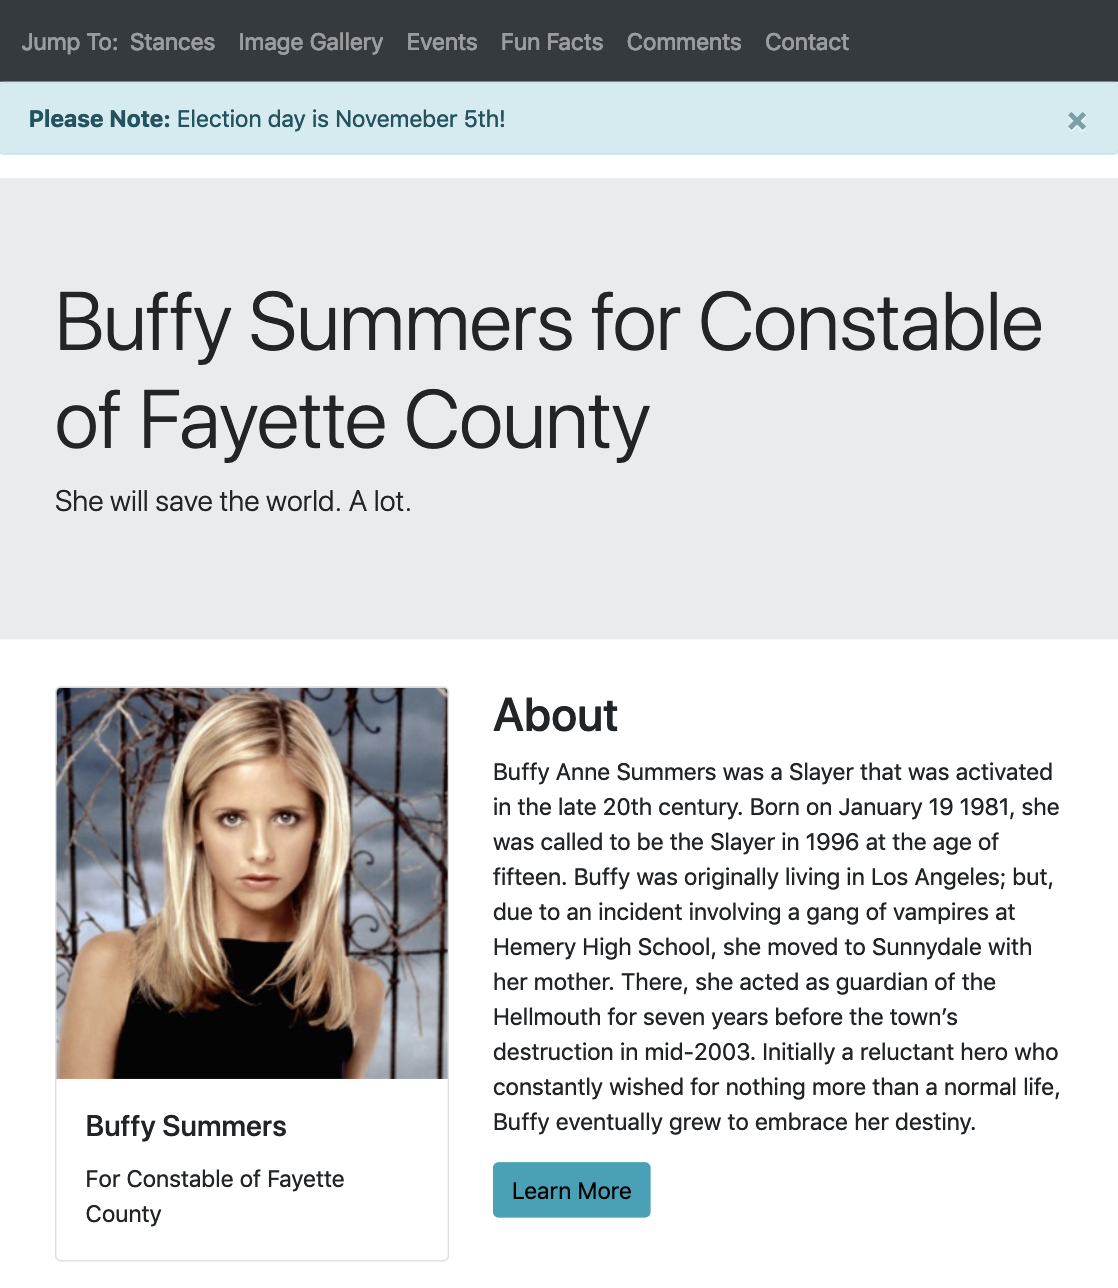 Jump To: Stances Image Gallery Events Fun Facts Comments Contact
Please Note: Election day is Novemeber 5th! ×
Buffy Summers for Constable
of Fayette County
She will save the world. A lot.
Buffy Summers
For Constable of Fayette
County
About
Buffy Anne Summers was a Slayer that was activated
in the late 20th century. Born on January 19 1981, she
was called to be the Slayer in 1996 at the age of
fifteen. Buffy was originally living in Los Angeles; but,
due to an incident involving a gang of vampires at
Hemery High School, she moved to Sunnydale with
her mother. There, she acted as guardian of the
Hellmouth for seven years before the town’s
destruction in mid-2003. Initially a reluctant hero who
constantly wished for nothing more than a normal life,
Buffy eventually grew to embrace her destiny.
Learn More